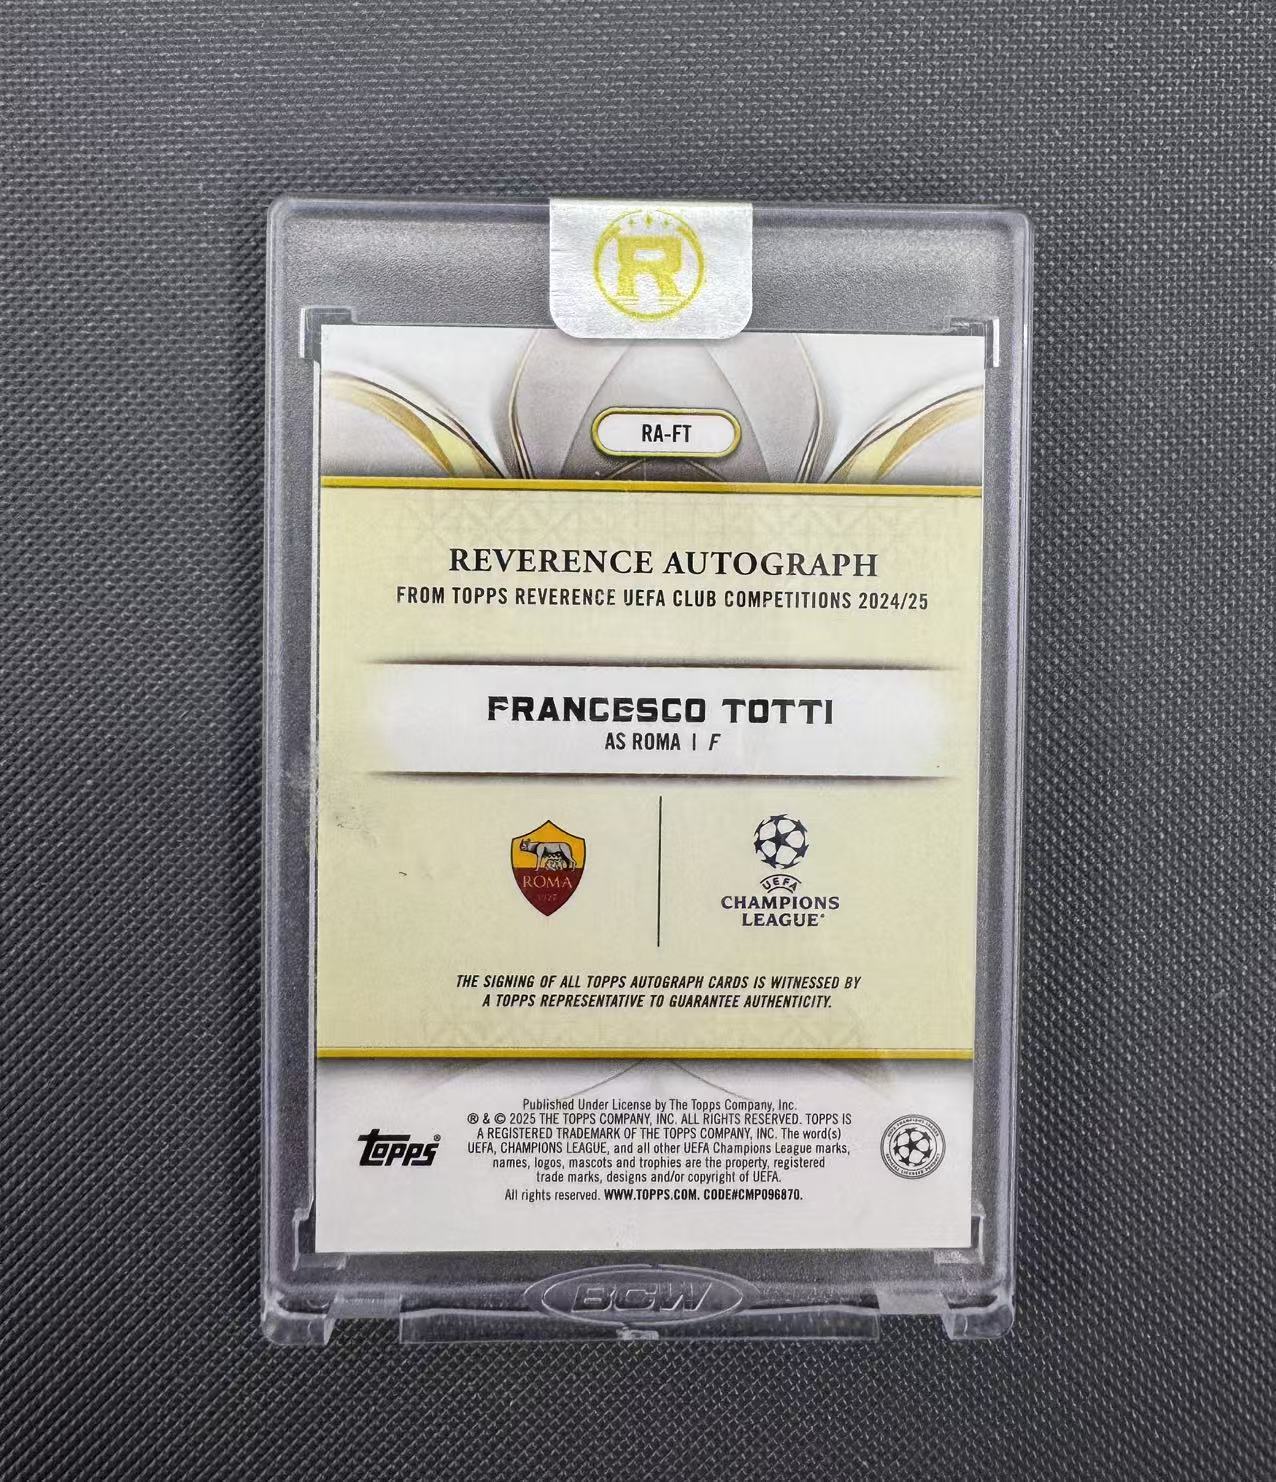 R
RA-FT
REVERENCE AUTOGRAPH
FROM TOPPS REVERENCE UEFA CLUB COMPETITIONS 2024/25
FRANCESCO TOTTI
AS ROMA | F
ROMA
1927
UEFA
CHAMPIONS
LEAGUE®
THE SIGNING OF ALL TOPPS AUTOGRAPH CARDS IS WITNESSED BY
A TOPPS REPRESENTATIVE TO GUARANTEE AUTHENTICITY.
Published Under License by The Topps Company, Inc.
® & © 2025 THE TOPPS COMPANY, INC. ALL RIGHTS RESERVED. TOPPS IS
A REGISTERED TRADEMARK OF THE TOPPS COMPANY, INC. The word(s)
UEFA, CHAMPIONS LEAGUE, and all other UEFA Champions League marks,
names, logos, mascots and trophies are the property, registered
trade marks, designs and/or copyright of UEFA.
All rights reserved. WWW.TOPPS.COM. CODE#CMP096870.
Topps®
BCW